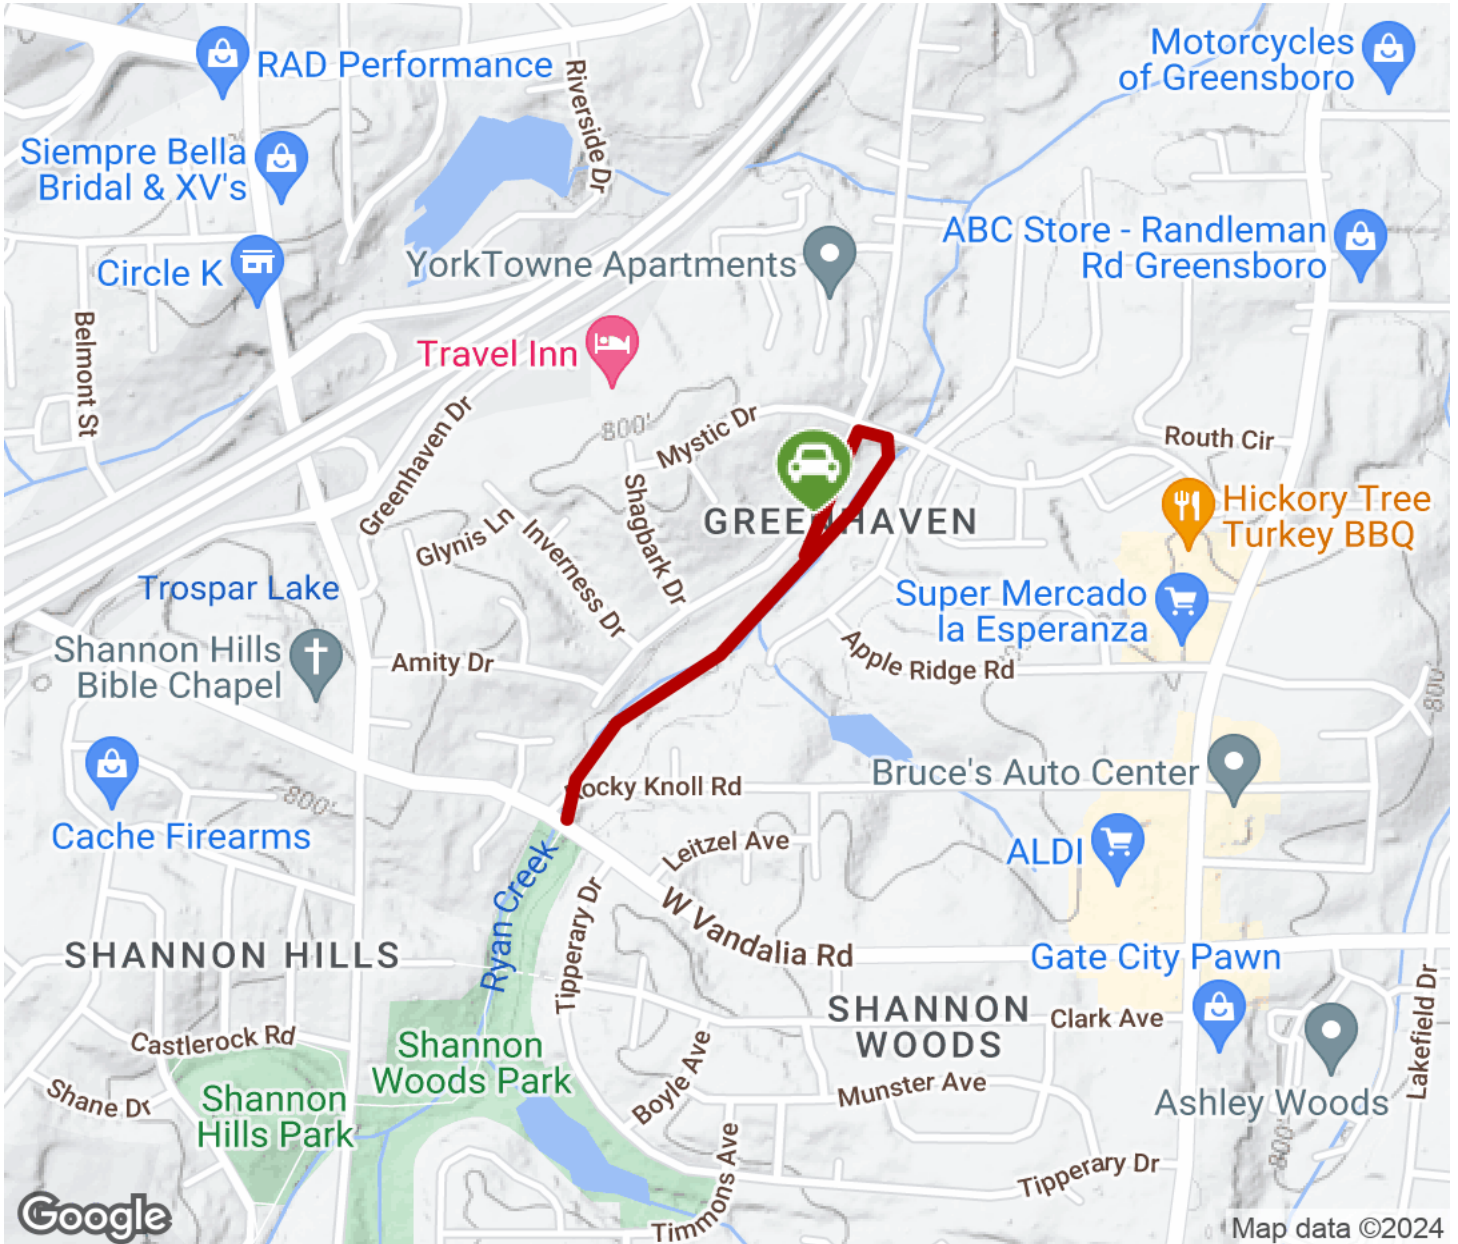 RAD Performance
Riverside Dr
Motorcycles
of Greensboro
Siempre Bella
Bridal & XV's
Circle K
YorkTowne Apartments
ABC Store - Randleman
Rd Greensboro
Belmont St
Travel Inn
Greenhaven Dr
800'
Mystic Dr
Routh Cir
Shagbark Dr
Glynis Ln
Inverness Dr
GREENHAVEN
Hickory Tree
Turkey BBQ
Trospar Lake
Super Mercado
la Esperanza
Shannon Hills
Bible Chapel
Amity Dr
Apple Ridge Rd
800'
Bruce's Auto Center
Rocky Knoll Rd
800'
Cache Firearms
Leitzel Ave
ALDI
Ryan Creek
Tipperary Dr
W Vandalia Rd
SHANNON HILLS
Gate City Pawn
SHANNON
WOODS
Clark Ave
Lakefield Dr
Castlerock Rd
Shannon
Woods Park
Boyle Ave
Munster Ave
Shane Dr
Shannon
Hills Park
Ashley Woods
800'
Timmons Ave
Tipperary Dr
Google
Map data ©2024